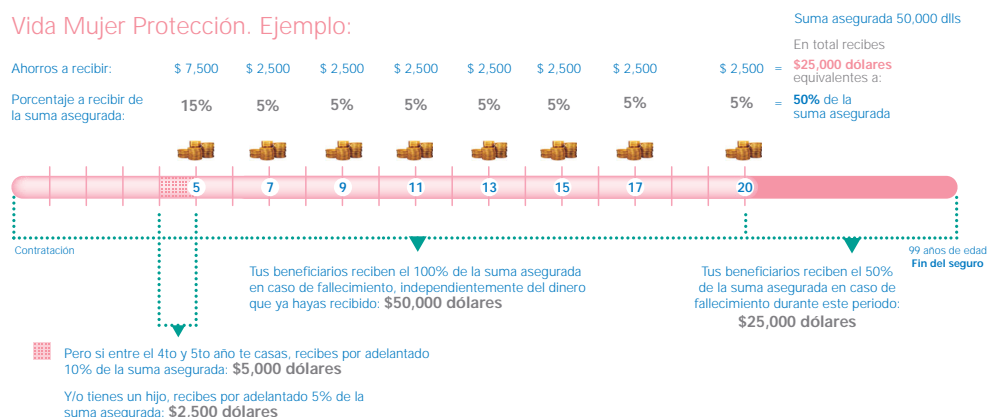 Vida Mujer Protección. Ejemplo:
Suma asegurada 50,000 dlls
Ahorros a recibir: $ 7,500 $ 2,500 $ 2,500 $ 2,500 $ 2,500 $ 2,500 $ 2,500 $ 2,500 =
En total recibes
$25,000 dólares
equivalentes a:
Porcentaje a recibir de
la suma asegurada:
15% 5% 5% 5% 5% 5% 5% 5% =
50% de la
suma asegurada
5 7 9 11 13 15 17 20
Contratación
99 años de edad
Fin del seguro
Tus beneficiarios reciben el 100% de la suma asegurada
en caso de fallecimiento, independientemente del dinero
que ya hayas recibido: $50,000 dólares
Tus beneficiarios reciben el 50%
de la suma asegurada en caso de
fallecimiento durante este periodo:
$25,000 dólares
Pero si entre el 4to y 5to año te casas, recibes por adelantado
10% de la suma asegurada: $5,000 dólares
Y/o tienes un hijo, recibes por adelantado 5% de la
suma asegurada: $2,500 dólares